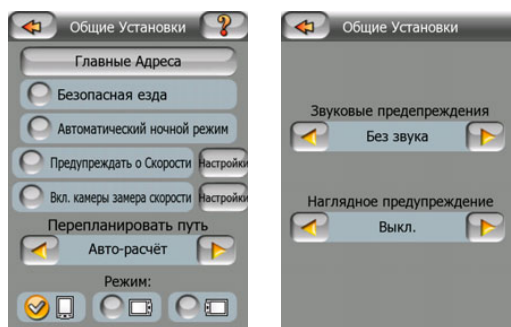 Общие Установки
Главные Адреса
Безопасная езда
Автоматический ночной режим
Предупреждать о Скорости Настройки
Вкл. камеры замера скорости Настройки
Перепланировать путь
Авто-расчёт
Режим:
Общие Установки
Звуковые предепреждения
Без звука
Наглядное предупреждение
Выкл.